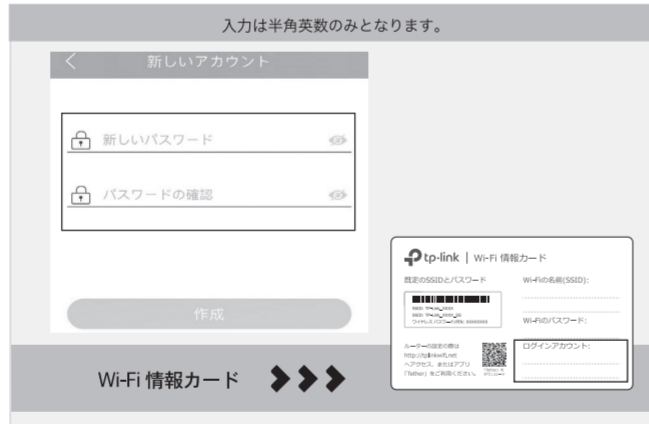 入力は半角英数のみとなります。
新しいアカウント
新しいパスワード
パスワードの確認
作成
tp-link | Wi-Fi 情報カード
既定のSSIDとパスワード
Wi-Fiの名前(SSID):
Wi-Fiのパスワード:
ルーターの設定の際は
http://tplinkwifi.net
へアクセス、またはアプリ
「Tether」をご利用ください。
ログインアカウント:
Wi-Fi 情報カード